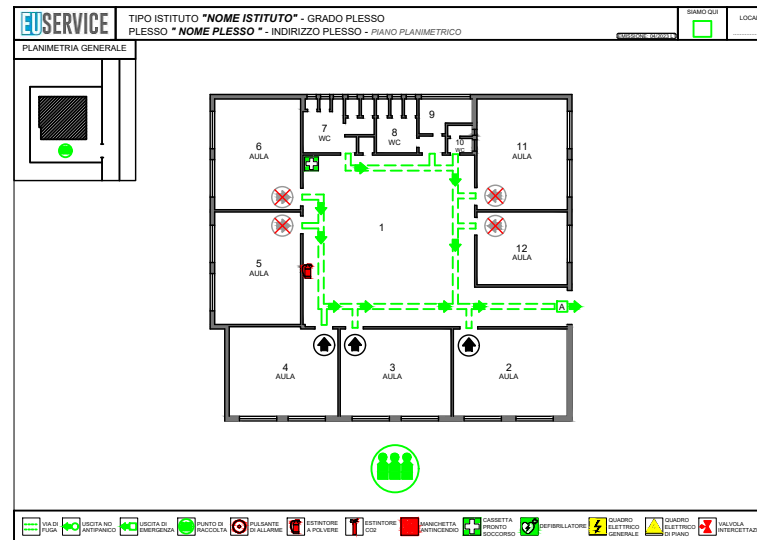 EUSERVICE
TIPO ISTITUTO "NOME ISTITUTO" - GRADO PLESSO
PLESSO " NOME PLESSO " - INDIRIZZO PLESSO - PIANO PLANIMETRICO
SIAMO QUI
PLANIMETRIA GENERALE
7
WC
8
WC
9
10
WC
6
AULA
11
AULA
1
12
AULA
5
AULA
A
4
AULA
3
AULA
2
AULA
VIA DI
FUGA
USCITA NO
ANTIPANICO
USCITA DI
EMERGENZA
PUNTO DI
RACCOLTA
PULSANTE
DI ALLARME
ESTINTORE
A POLVERE
ESTINTORE
CO2
MANICHETTA
ANTINCENDIO
CASSETTA
PRONTO
SOCCORSO
DEFIBRILLATORE
QUADRO
ELETTRICO
GENERALE
QUADRO
ELETTRICO
DI PIANO
VALVOLA